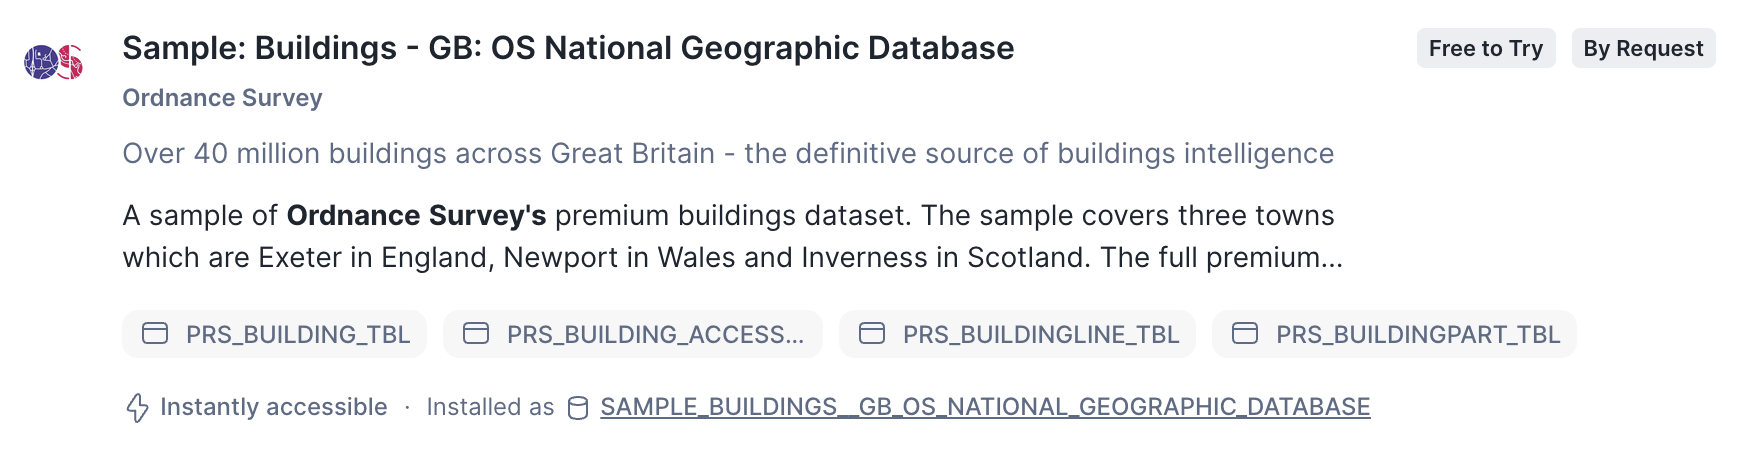 Sample: Buildings - GB: OS National Geographic Database
Free to Try
By Request
Ordnance Survey
Over 40 million buildings across Great Britain - the definitive source of buildings intelligence
A sample of Ordnance Survey's premium buildings dataset. The sample covers three towns
which are Exeter in England, Newport in Wales and Inverness in Scotland. The full premium...
PRS_BUILDING_TBL
PRS_BUILDING_ACCESS...
PRS_BUILDINGLINE_TBL
PRS_BUILDINGPART_TBL
Instantly accessible · Installed as SAMPLE_BUILDINGS__GB_OS_NATIONAL_GEOGRAPHIC_DATABASE